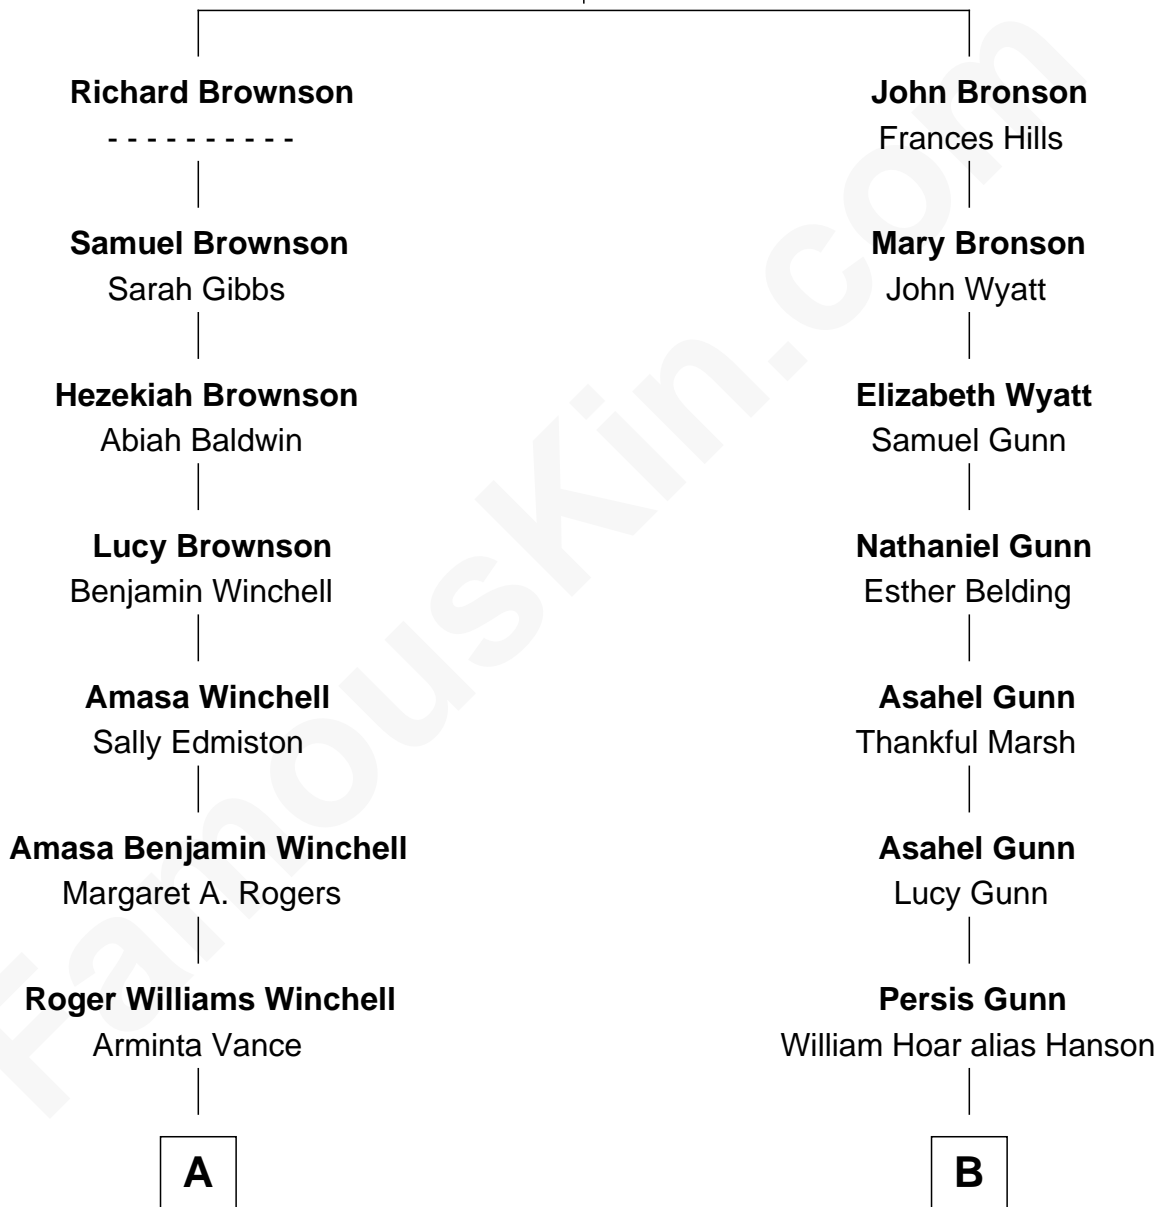 Richard Brownson
- - - - - - - - - -
Samuel Brownson
Sarah Gibbs
Hezekiah Brownson
Abiah Baldwin
Lucy Brownson
Benjamin Winchell
Amasa Winchell
Sally Edmiston
Amasa Benjamin Winchell
Margaret A. Rogers
Roger Williams Winchell
Arminta Vance
A
John Bronson
Frances Hills
Mary Bronson
John Wyatt
Elizabeth Wyatt
Samuel Gunn
Nathaniel Gunn
Esther Belding
Asahel Gunn
Thankful Marsh
Asahel Gunn
Lucy Gunn
Persis Gunn
William Hoar alias Hanson
B
FamousKin.com